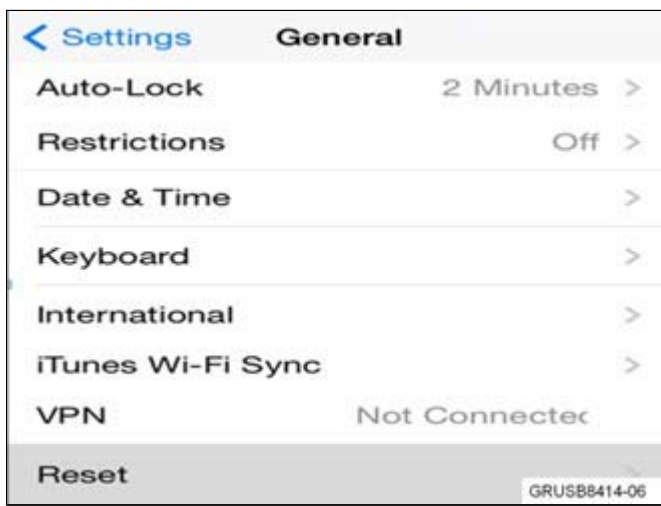 Settings General
Auto-Lock 2 Minutes
Restrictions Off
Date & Time
Keyboard
International
iTunes Wi-Fi Sync
VPN Not Connectec
Reset
GRUSB8414-06